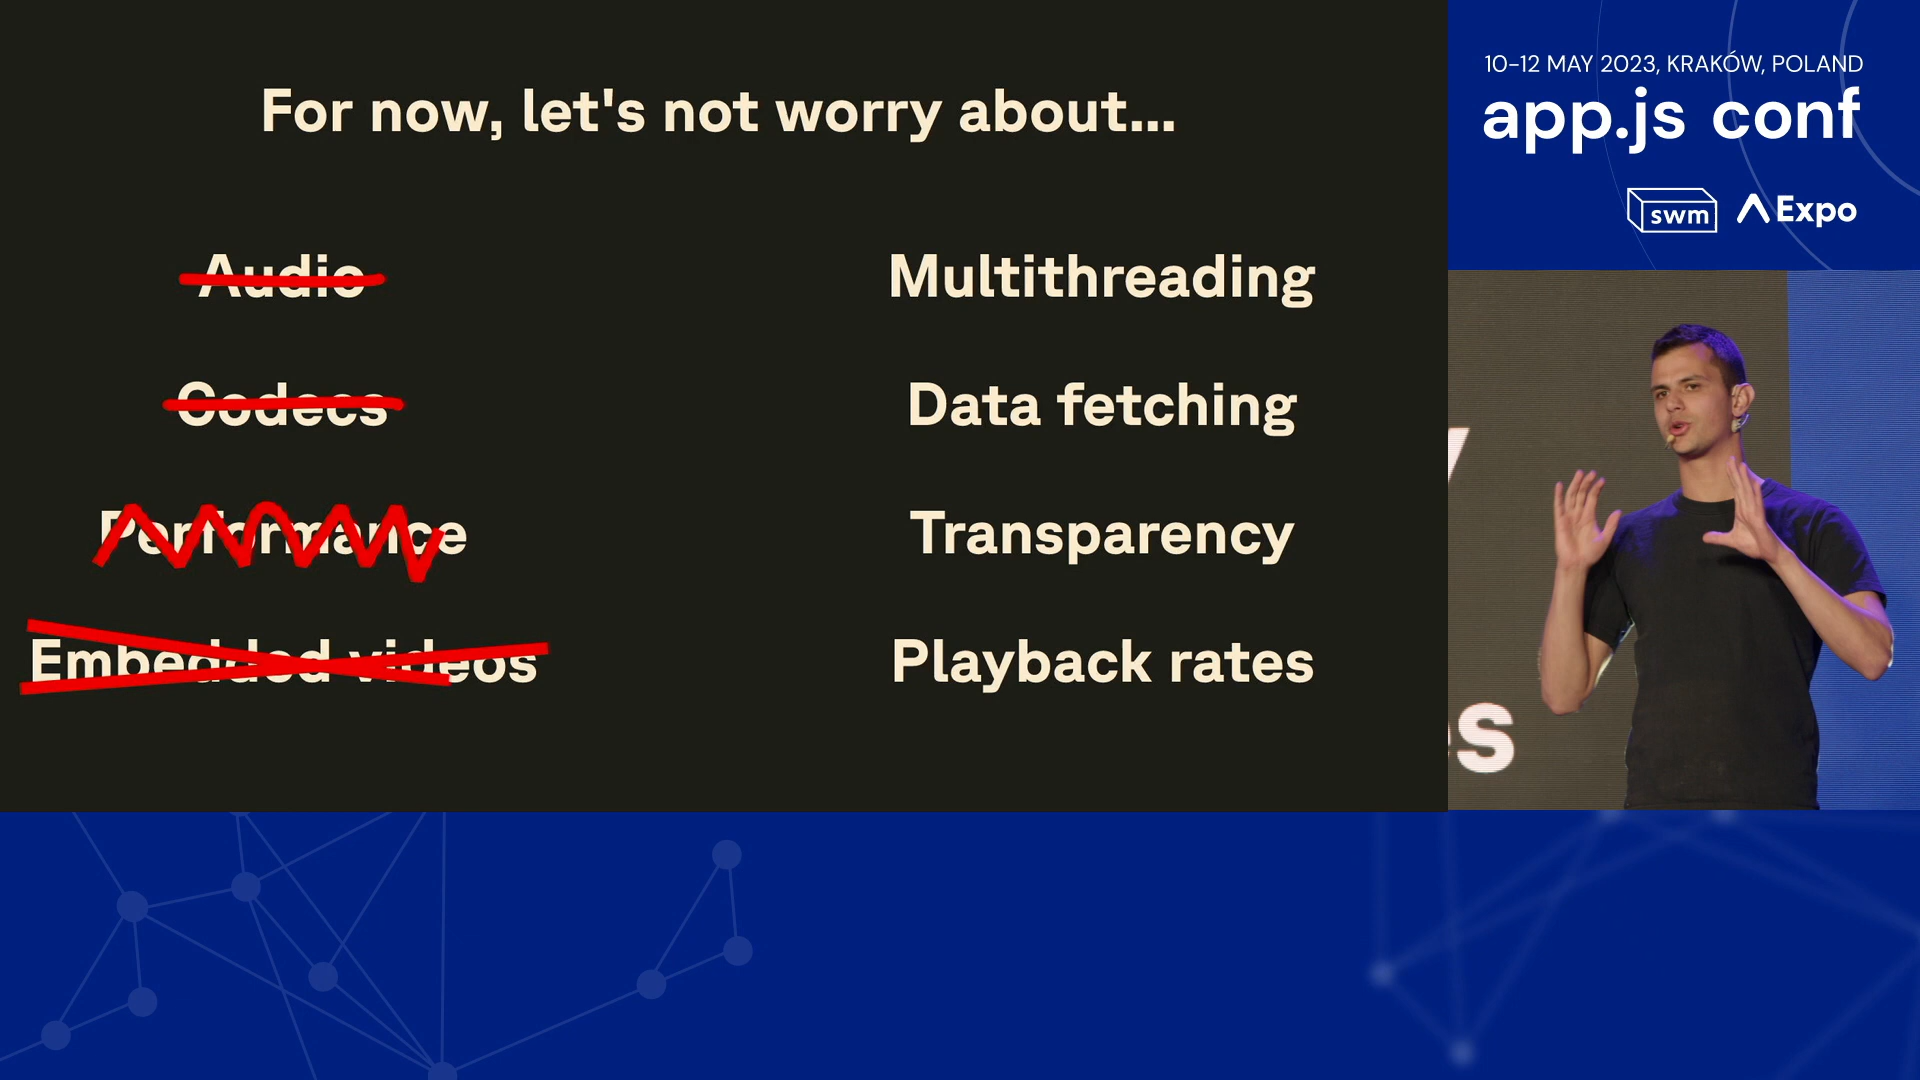 For now, let's not worry about...
Audio
Multithreading
Codecs
Data fetching
Performance
Transparency
Embedded videos
Playback rates
10-12 MAY 2023, KRAKÓW, POLAND
app.js conf
swm
Expo
es